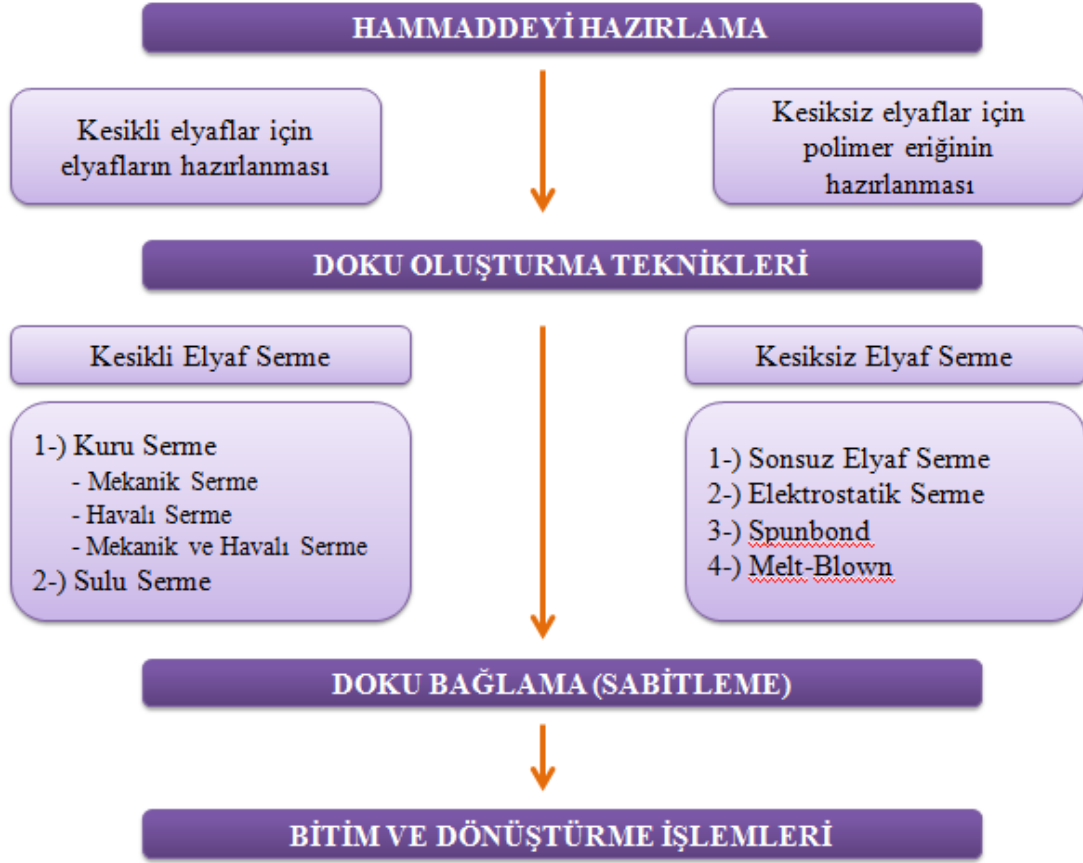 HAMMADDEYİ HAZIRLAMA
Kesikli elyaflar için
elyafların hazırlanması
Kesiksiz elyaflar için
polimer eriğinin
hazırlanması
DOKU OLUŞTURMA TEKNİKLERİ
Kesikli Elyaf Serme
1-) Kuru Serme
- Mekanik Serme
- Havalı Serme
- Mekanik ve Havalı Serme
2-) Sulu Serme
Kesiksiz Elyaf Serme
1-) Sonsuz Elyaf Serme
2-) Elektrostatik Serme
3-) Spunbond
4-) Melt-Blown
DOKU BAĞLAMA (SABİTLEME)
BİTİM VE DÖNÜŞTÜRME İŞLEMLERİ